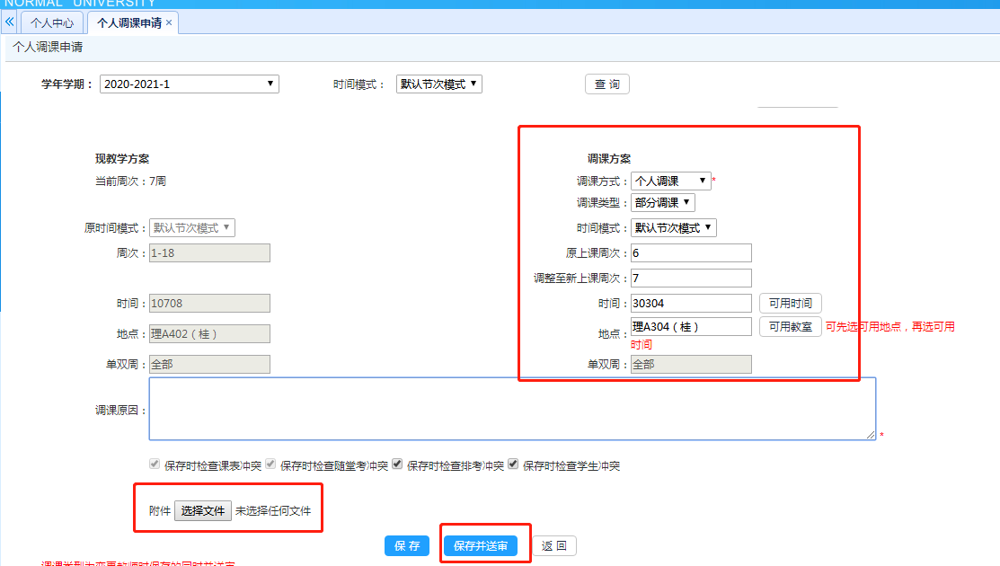 NORMAL UNIVERSITY
« 个人中心 个人调课申请 ×
个人调课申请
学年学期： 2020-2021-1 时间模式： 默认节次模式 查 询
现教学方案 调课方案
当前周次：7周 调课方式： 个人调课 *
调课类型： 部分调课
原时间模式： 默认节次模式 时间模式： 默认节次模式
周次： 1-18 原上课周次： 6
调整至新上课周次： 7
时间： 10708 时间： 30304 可用时间
地点： 理A402（桂） 地点： 理A304（桂） 可用教室 可先选可用地点，再选可用
时间
单双周： 全部 单双周： 全部
调课原因： *
保存时检查课表冲突 保存时检查随堂考冲突 保存时检查排考冲突 保存时检查学生冲突
附件 选择文件 未选择任何文件
保 存 保存并送审 返 回